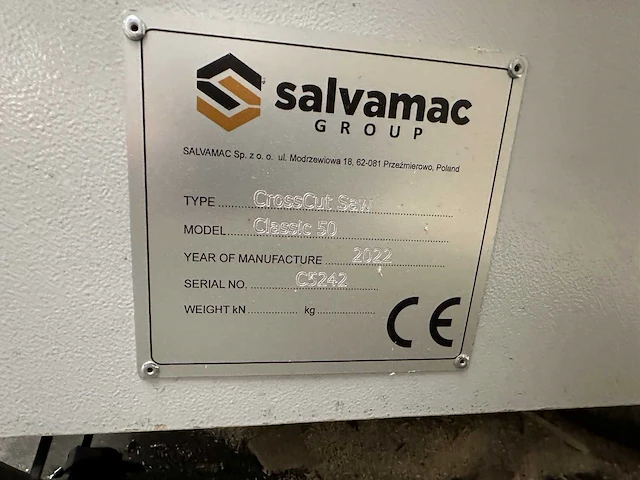 salvamac
GROUP
SALVAMAC Sp. z o. o. ul. Modrzewiowa 18, 62-081 Przeźmierowo, Poland
TYPE CrossCut Saw
MODEL Classic 50
YEAR OF MANUFACTURE 2022
SERIAL NO. C5242
WEIGHT kN kg
CE